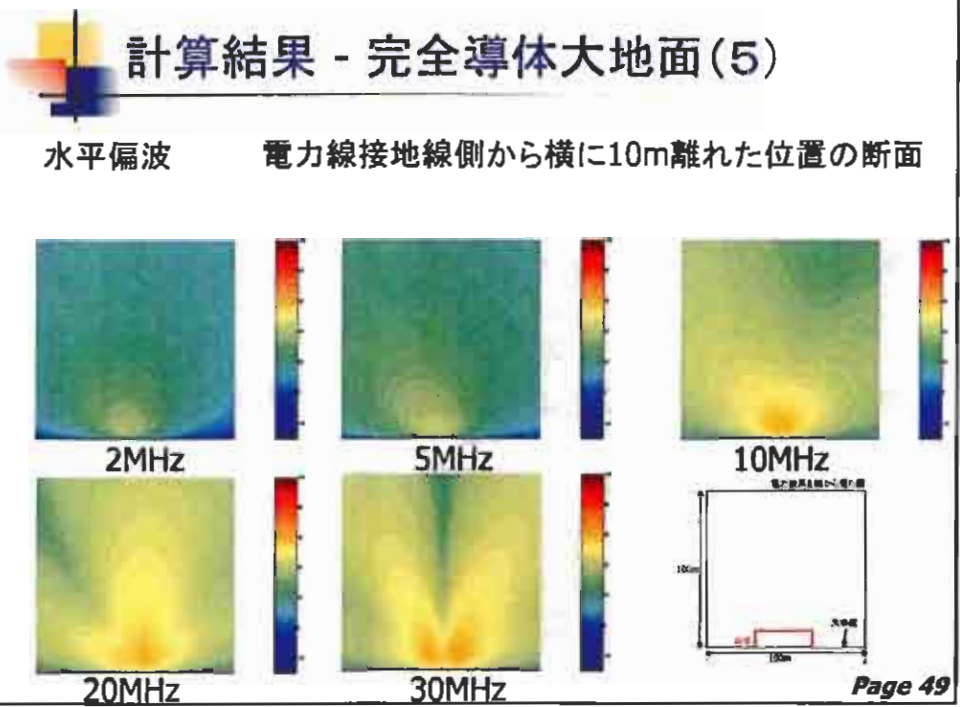 計算結果 - 完全導体大地面(5)
水平偏波
電力線接地線側から横に10m離れた位置の断面
2MHz
5MHz
10MHz
20MHz
30MHz
100m
100m
Page 49